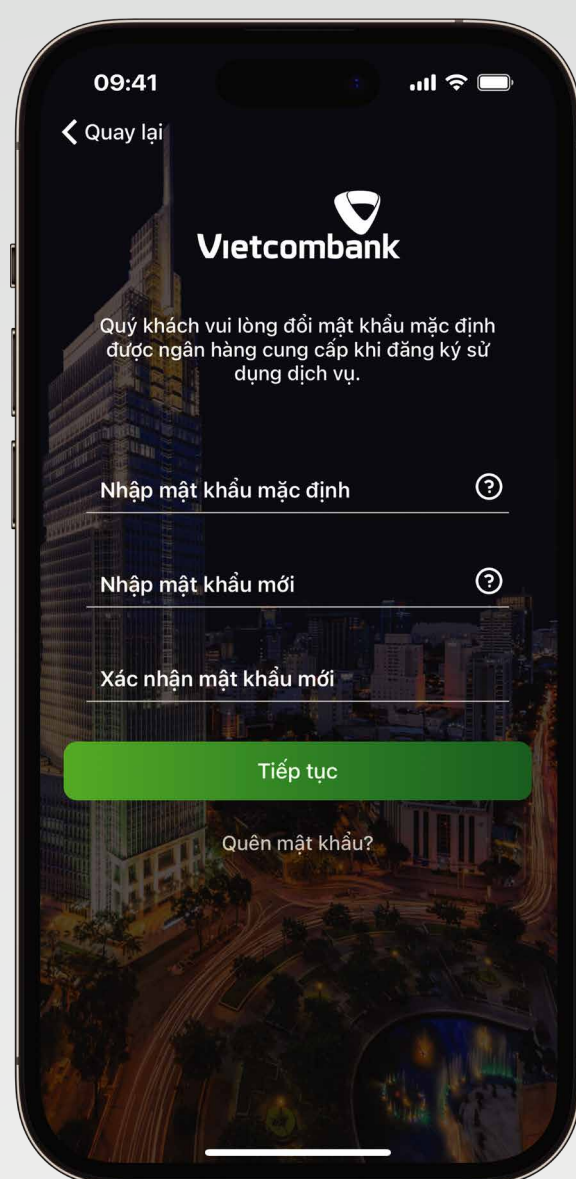 09:41
Quay lại
Vietcombank
Quý khách vui lòng đổi mật khẩu mặc định
được ngân hàng cung cấp khi đăng ký sử
dụng dịch vụ.
Nhập mật khẩu mặc định
Nhập mật khẩu mới
Xác nhận mật khẩu mới
Tiếp tục
Quên mật khẩu?